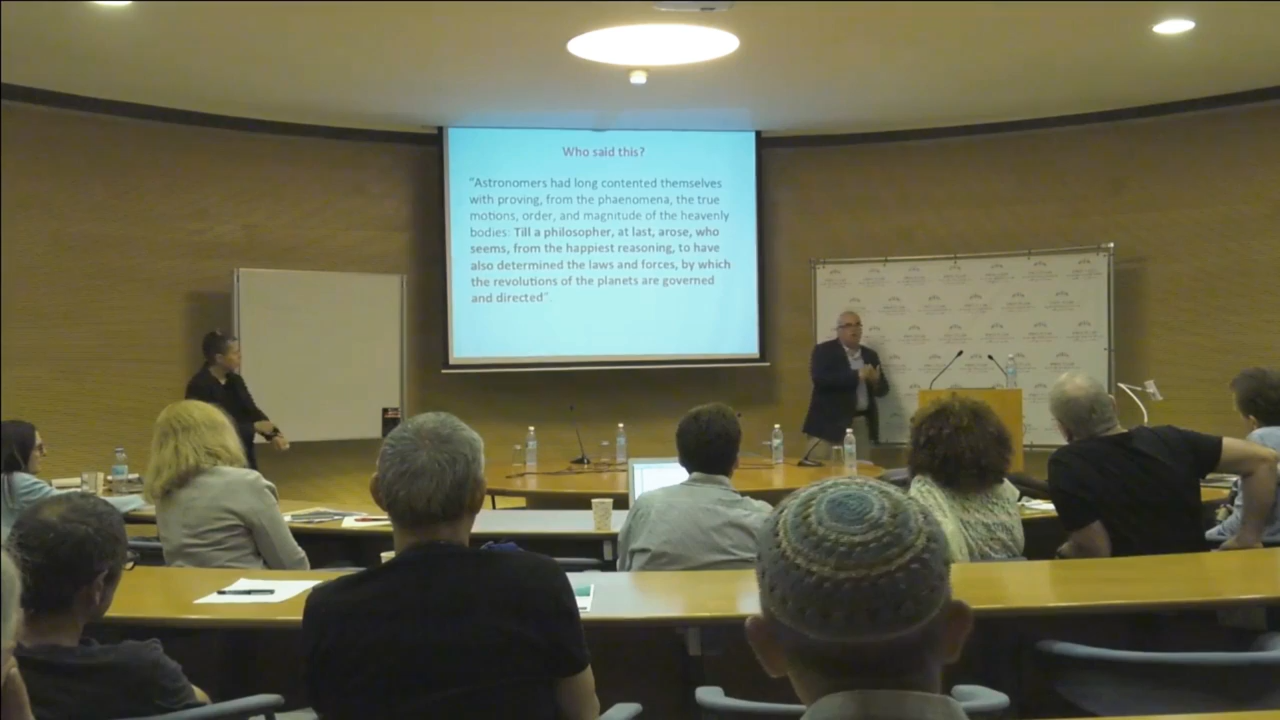 Who said this?
"Astronomers had long contented themselves
with proving, from the phaenomena, the true
motions, order, and magnitude of the heavenly
bodies: Till a philosopher, at last, arose, who
seems, from the happiest reasoning, to have
also determined the laws and forces, by which
the revolutions of the planets are governed
and directed".